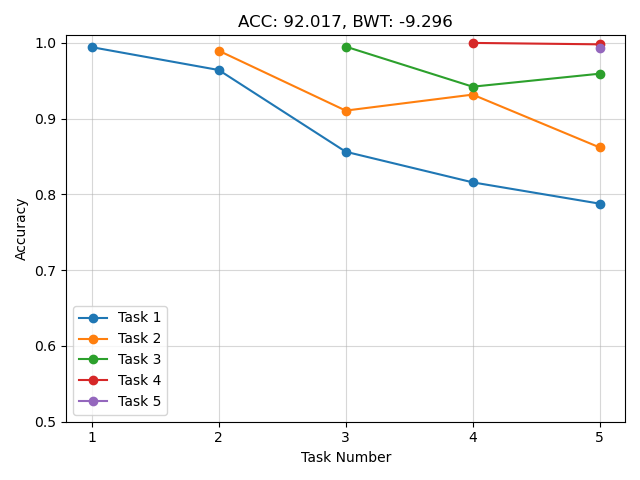 ACC: 92.017, BWT: -9.296
1.0
0.9
0.8
0.7
0.6
0.5
Accuracy
Task 1
Task 2
Task 3
Task 4
Task 5
1 2 3 4 5
Task Number